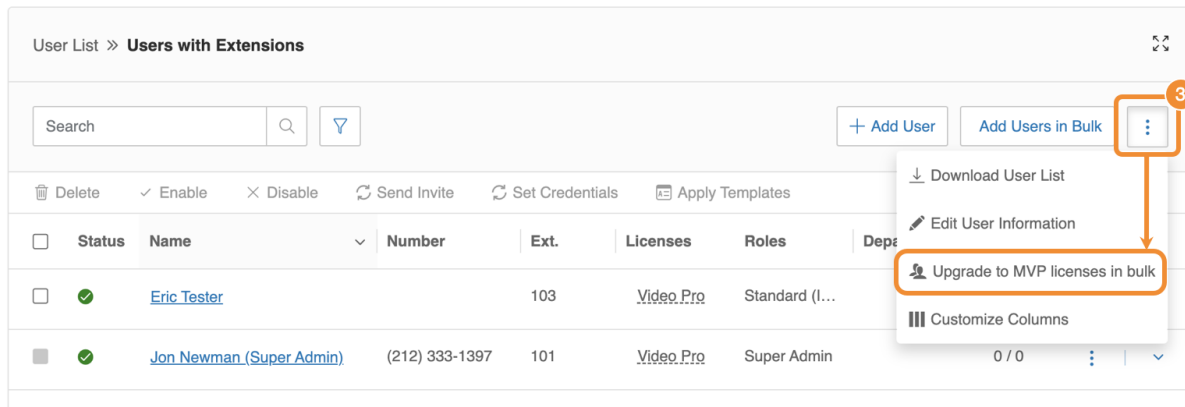 User List » Users with Extensions
3
Search
+ Add User
Add Users in Bulk
Download User List
Delete
Enable
Disable
Send Invite
Set Credentials
Apply Templates
Edit User Information
Status
Name
Number
Ext.
Licenses
Roles
Depa
Upgrade to MVP licenses in bulk
Eric Tester
103
Video Pro
Standard (I...
Customize Columns
Jon Newman (Super Admin)
(212) 333-1397
101
Video Pro
Super Admin
0 / 0